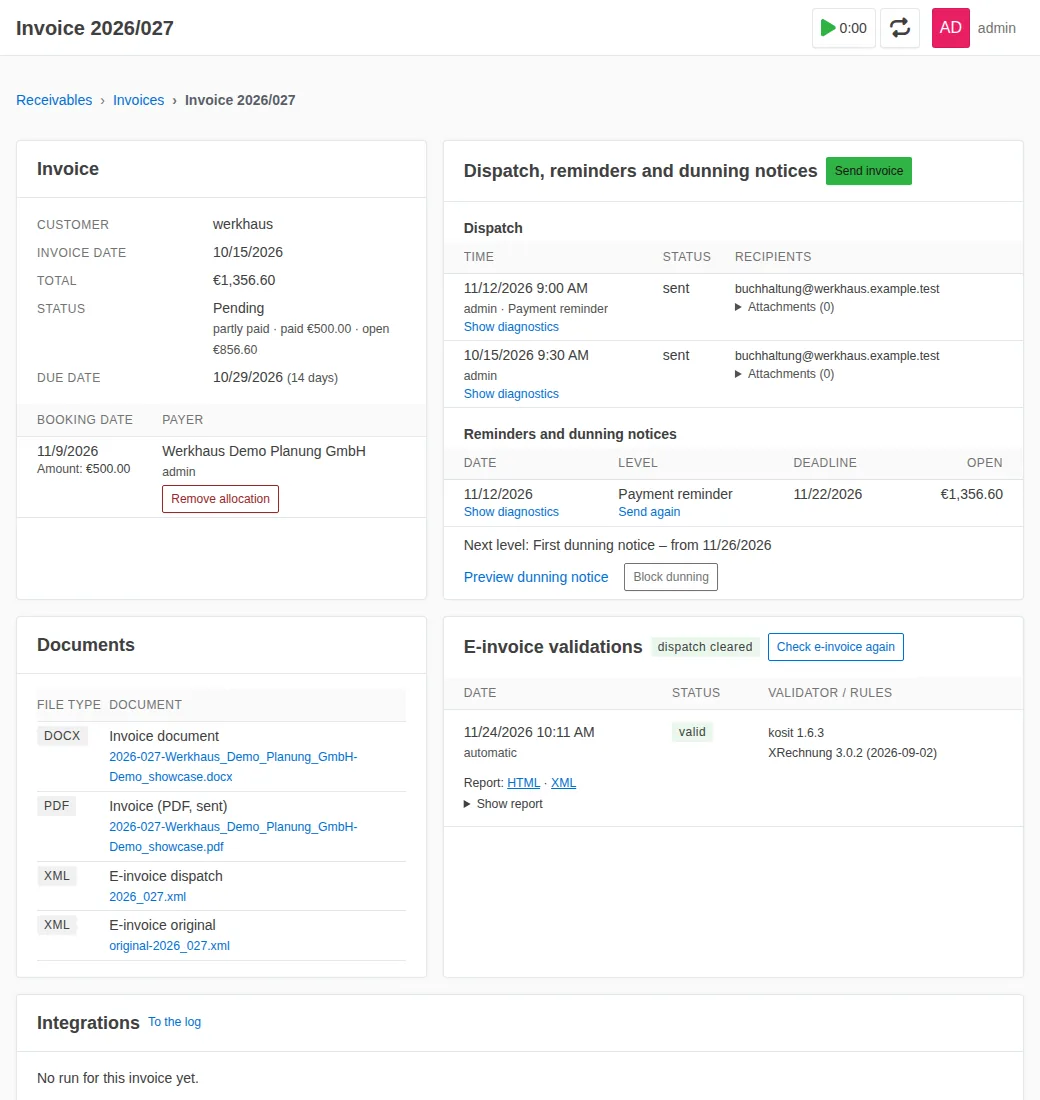 Invoice 2026/027
0:00
AD
admin
Receivables › Invoices › Invoice 2026/027
Invoice
CUSTOMER werkhaus
INVOICE DATE 10/15/2026
TOTAL €1,356.60
STATUS Pending
partly paid · paid €500.00 · open
€856.60
DUE DATE 10/29/2026 (14 days)
BOOKING DATE PAYER
11/9/2026 Werkhaus Demo Planung GmbH
Amount: €500.00 admin
Remove allocation
Dispatch, reminders and dunning notices Send invoice
Dispatch
TIME STATUS RECIPIENTS
11/12/2026 9:00 AM sent buchhaltung@werkhaus.example.test
admin · Payment reminder Attachments (0)
Show diagnostics
10/15/2026 9:30 AM sent buchhaltung@werkhaus.example.test
admin Attachments (0)
Show diagnostics
Reminders and dunning notices
DATE LEVEL DEADLINE OPEN
11/12/2026 Payment reminder 11/22/2026 €1,356.60
Show diagnostics Send again
Next level: First dunning notice – from 11/26/2026
Preview dunning notice Block dunning
Documents
FILE TYPE DOCUMENT
DOCX Invoice document
2026-027-Werkhaus_Demo_Planung_GmbH-
Demo_showcase.docx
PDF Invoice (PDF, sent)
2026-027-Werkhaus_Demo_Planung_GmbH-
Demo_showcase.pdf
XML E-invoice dispatch
2026_027.xml
XML E-invoice original
original-2026_027.xml
E-invoice validations dispatch cleared Check e-invoice again
DATE STATUS VALIDATOR / RULES
11/24/2026 10:11 AM valid kosit 1.6.3
automatic XRechnung 3.0.2 (2026-09-02)
Report: HTML · XML
Show report
Integrations To the log
No run for this invoice yet.